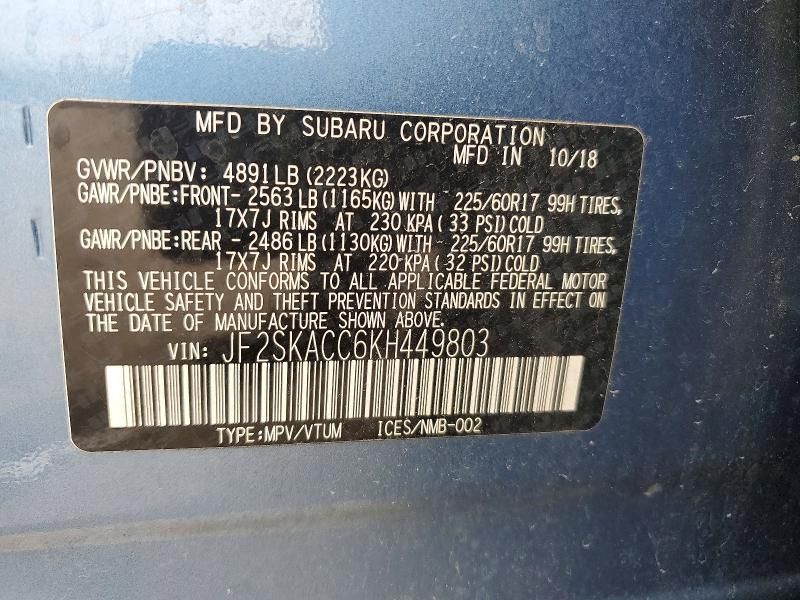 MFD BY SUBARU CORPORATION
MFD IN 10/18
GVWR/PNBV: 4891 LB (2223KG)
GAWR/PNBE:FRONT- 2563 LB (1165KG) WITH 225/60R17 99H TIRES,
17X7J RIMS AT 230 KPA ( 33 PSI) COLD
GAWR/PNBE:REAR - 2486 LB (1130KG) WITH 225/60R17 99H TIRES,
17X7J RIMS AT 220 KPA ( 32 PSI) COLD
THIS VEHICLE CONFORMS TO ALL APPLICABLE FEDERAL MOTOR
VEHICLE SAFETY AND THEFT PREVENTION STANDARDS IN EFFECT ON
THE DATE OF MANUFACTURE SHOWN ABOVE.
VIN: JF2SKACC6KH449803
TYPE:MPV/VTUM ICES/NMB-002